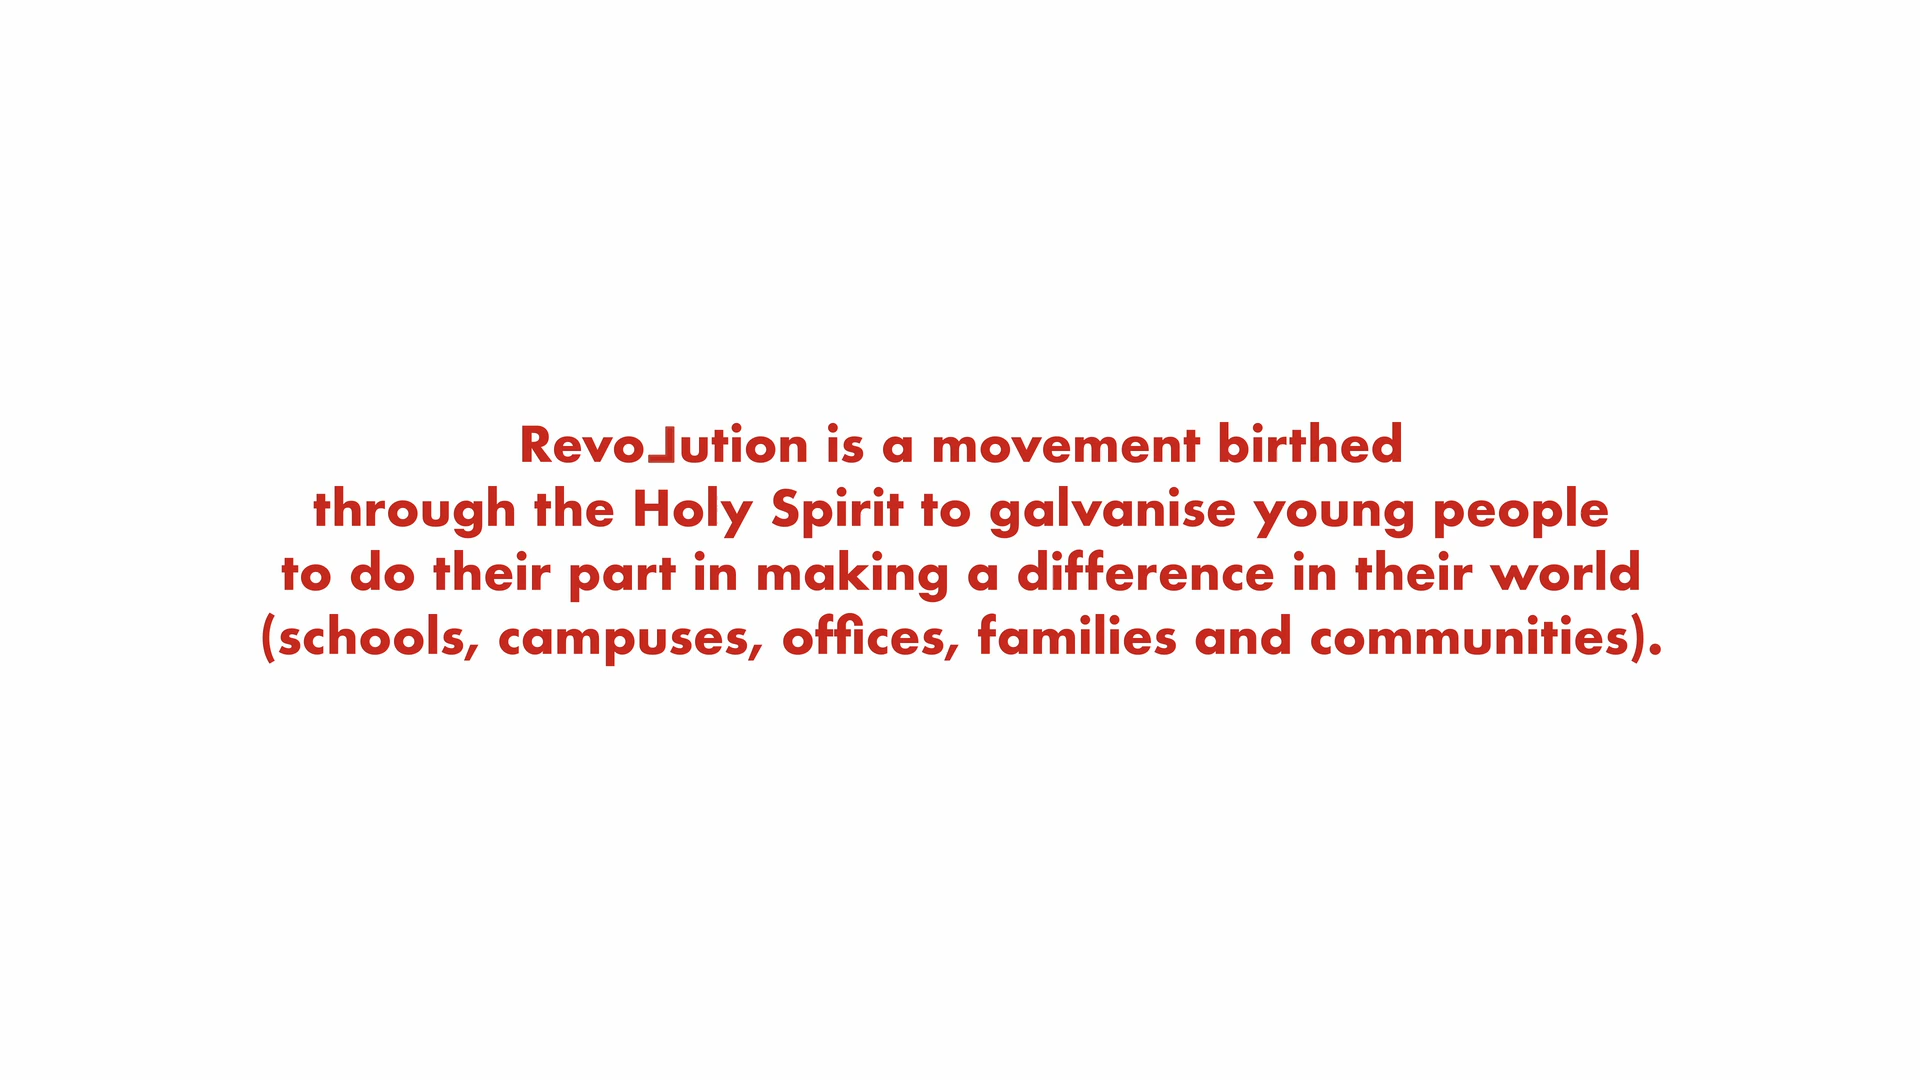 Revo⅃ution is a movement birthed
through the Holy Spirit to galvanise young people
to do their part in making a difference in their world
(schools, campuses, offices, families and communities).